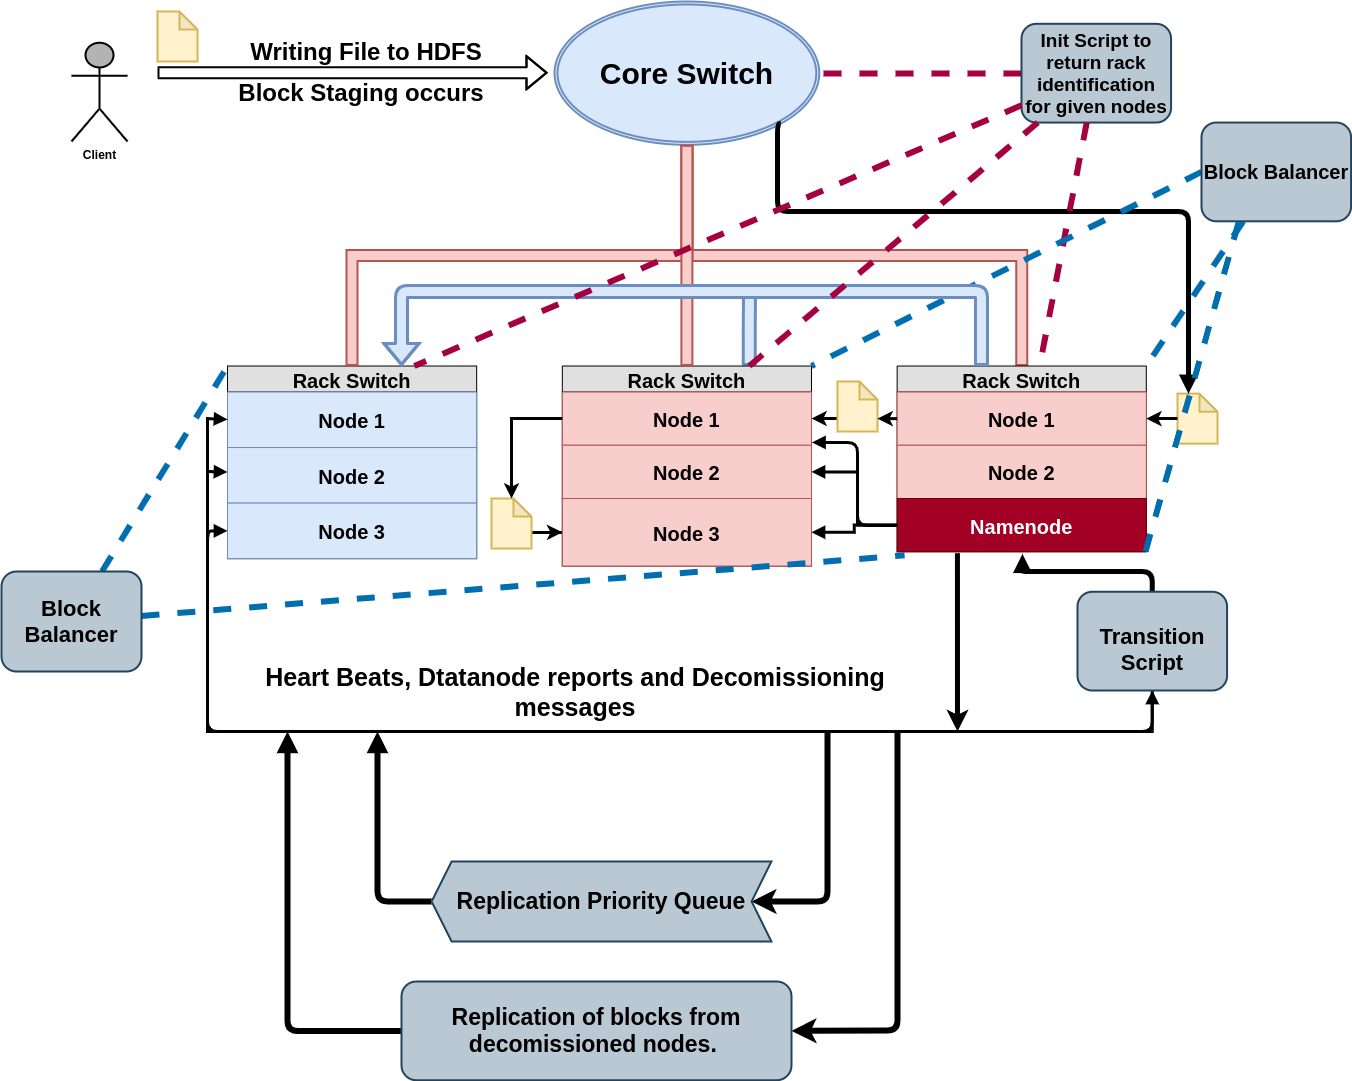 Writing File to HDFS
Block Staging occurs
Client
Core Switch
Init Script to
return rack
identification
for given nodes
Block Balancer
Rack Switch
Node 1
Node 2
Node 3
Rack Switch
Node 1
Node 2
Node 3
Rack Switch
Node 1
Node 2
Namenode
Block
Balancer
Transition
Script
Heart Beats, Dtatanode reports and Decomissioning
messages
Replication Priority Queue
Replication of blocks from
decomissioned nodes.